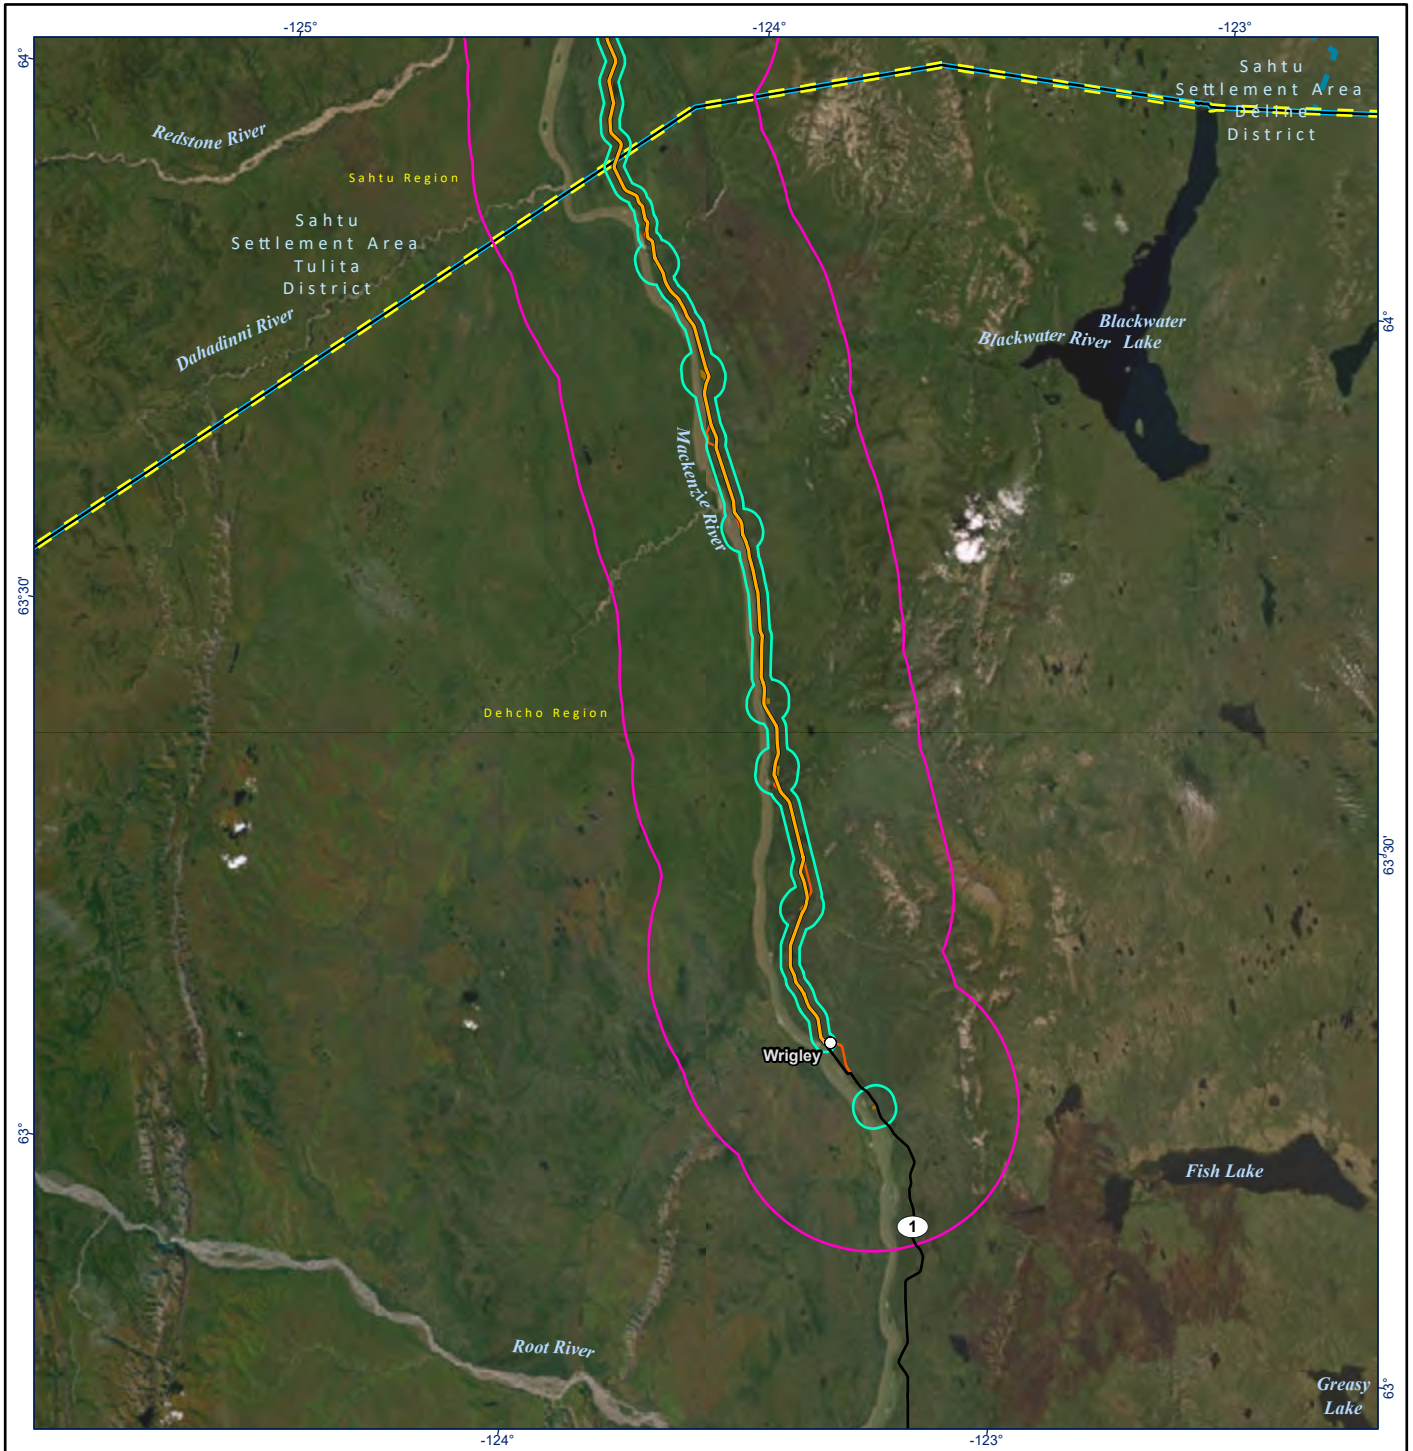 -125°
-124°
-123°
64°
Sahtu
Settlement Area
Déline
District
Redstone River
Sahtu Region
Sahtu
Settlement Area
Tulita
District
Dahadinni River
Blackwater River
Blackwater
Lake
64°
Mackenzie River
63°30'
Dehcho Region
63°30'
Wrigley
63°
Fish Lake
1
Root River
Greasy
Lake
63°
-124°
-123°